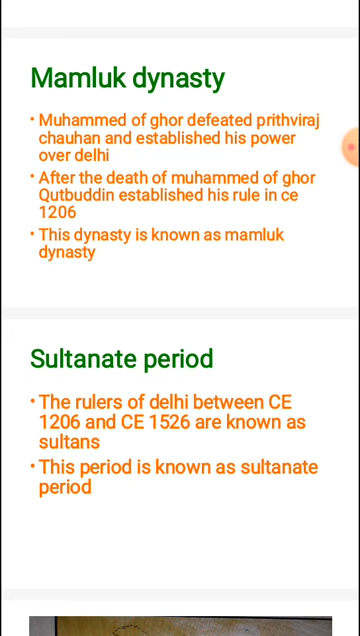 Mamluk dynasty
• Muhammed of ghor defeated prithviraj
chauhan and established his power
over delhi
• After the death of muhammed of ghor
Qutbuddin established his rule in ce
1206
• This dynasty is known as mamluk
dynasty
Sultanate period
• The rulers of delhi between CE
1206 and CE 1526 are known as
sultans
• This period is known as sultanate
period